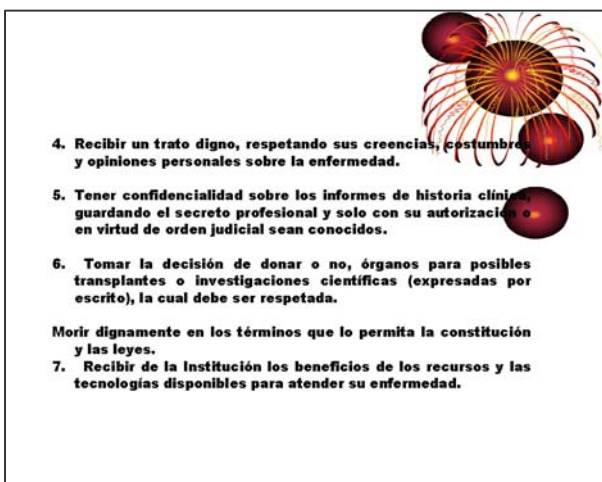 4. Recibir un trato digno, respetando sus creencias, costumbres
y opiniones personales sobre la enfermedad.
5. Tener confidencialidad sobre los informes de historia clínica,
guardando el secreto profesional y solo con su autorización o
en virtud de orden judicial sean conocidos.
6. Tomar la decisión de donar o no, órganos para posibles
transplantes o investigaciones científicas (expresadas por
escrito), la cual debe ser respetada.
Morir dignamente en los términos que lo permita la constitución
y las leyes.
7. Recibir de la Institución los beneficios de los recursos y las
tecnologías disponibles para atender su enfermedad.